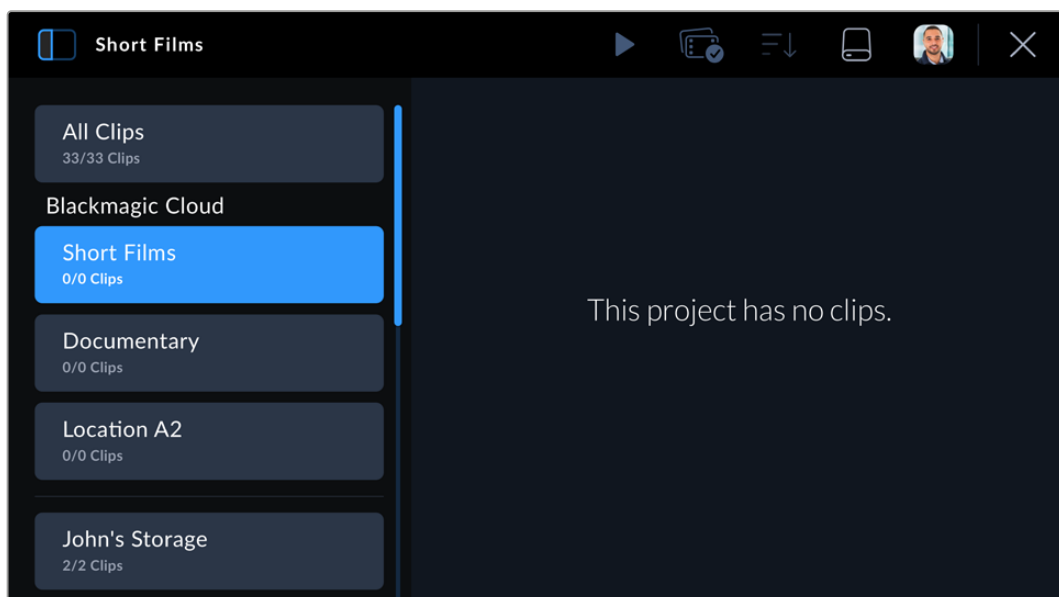 Short Films
All Clips
33/33 Clips
Blackmagic Cloud
Short Films
0/0 Clips
Documentary
0/0 Clips
Location A2
0/0 Clips
John's Storage
2/2 Clips
This project has no clips.